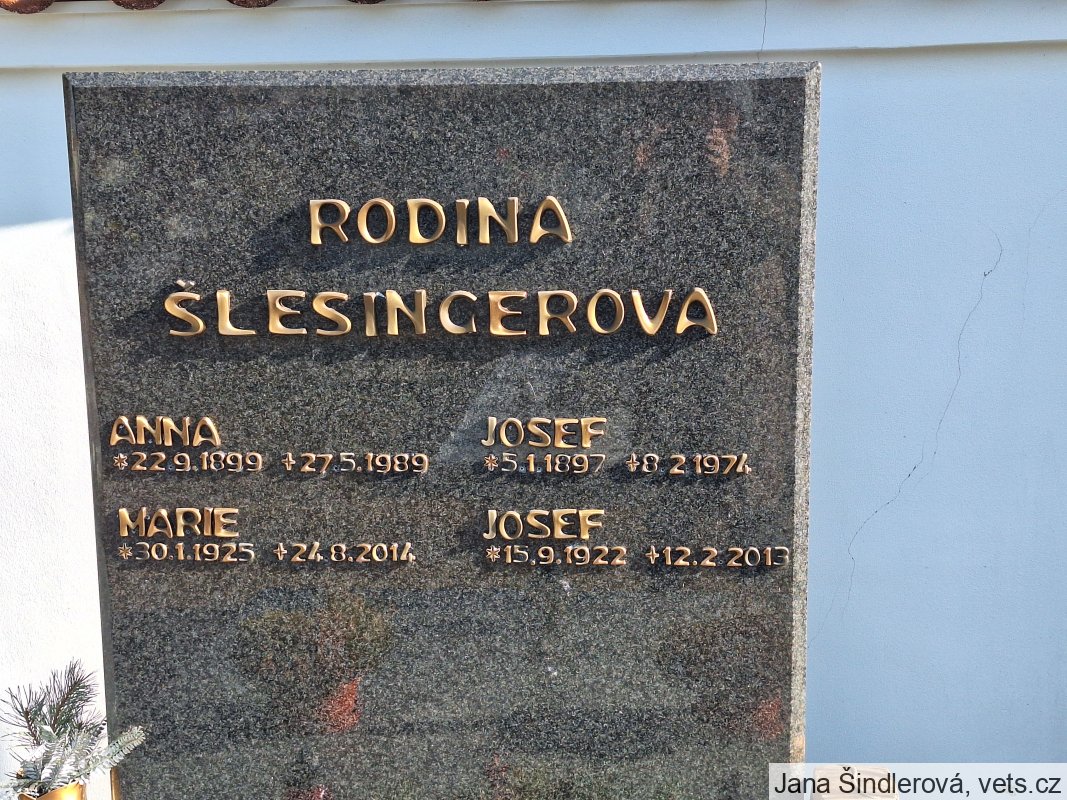 RODINA
ŠLESINGEROVA
ANNA
*22.9.1899 +27.5.1989
JOSEF
*5.1.1897 +8.2.1974
MARIE
*30.1.1925 +24.8.2014
JOSEF
*15.9.1922 +12.2.2013
Jana Šindlerová, vets.cz